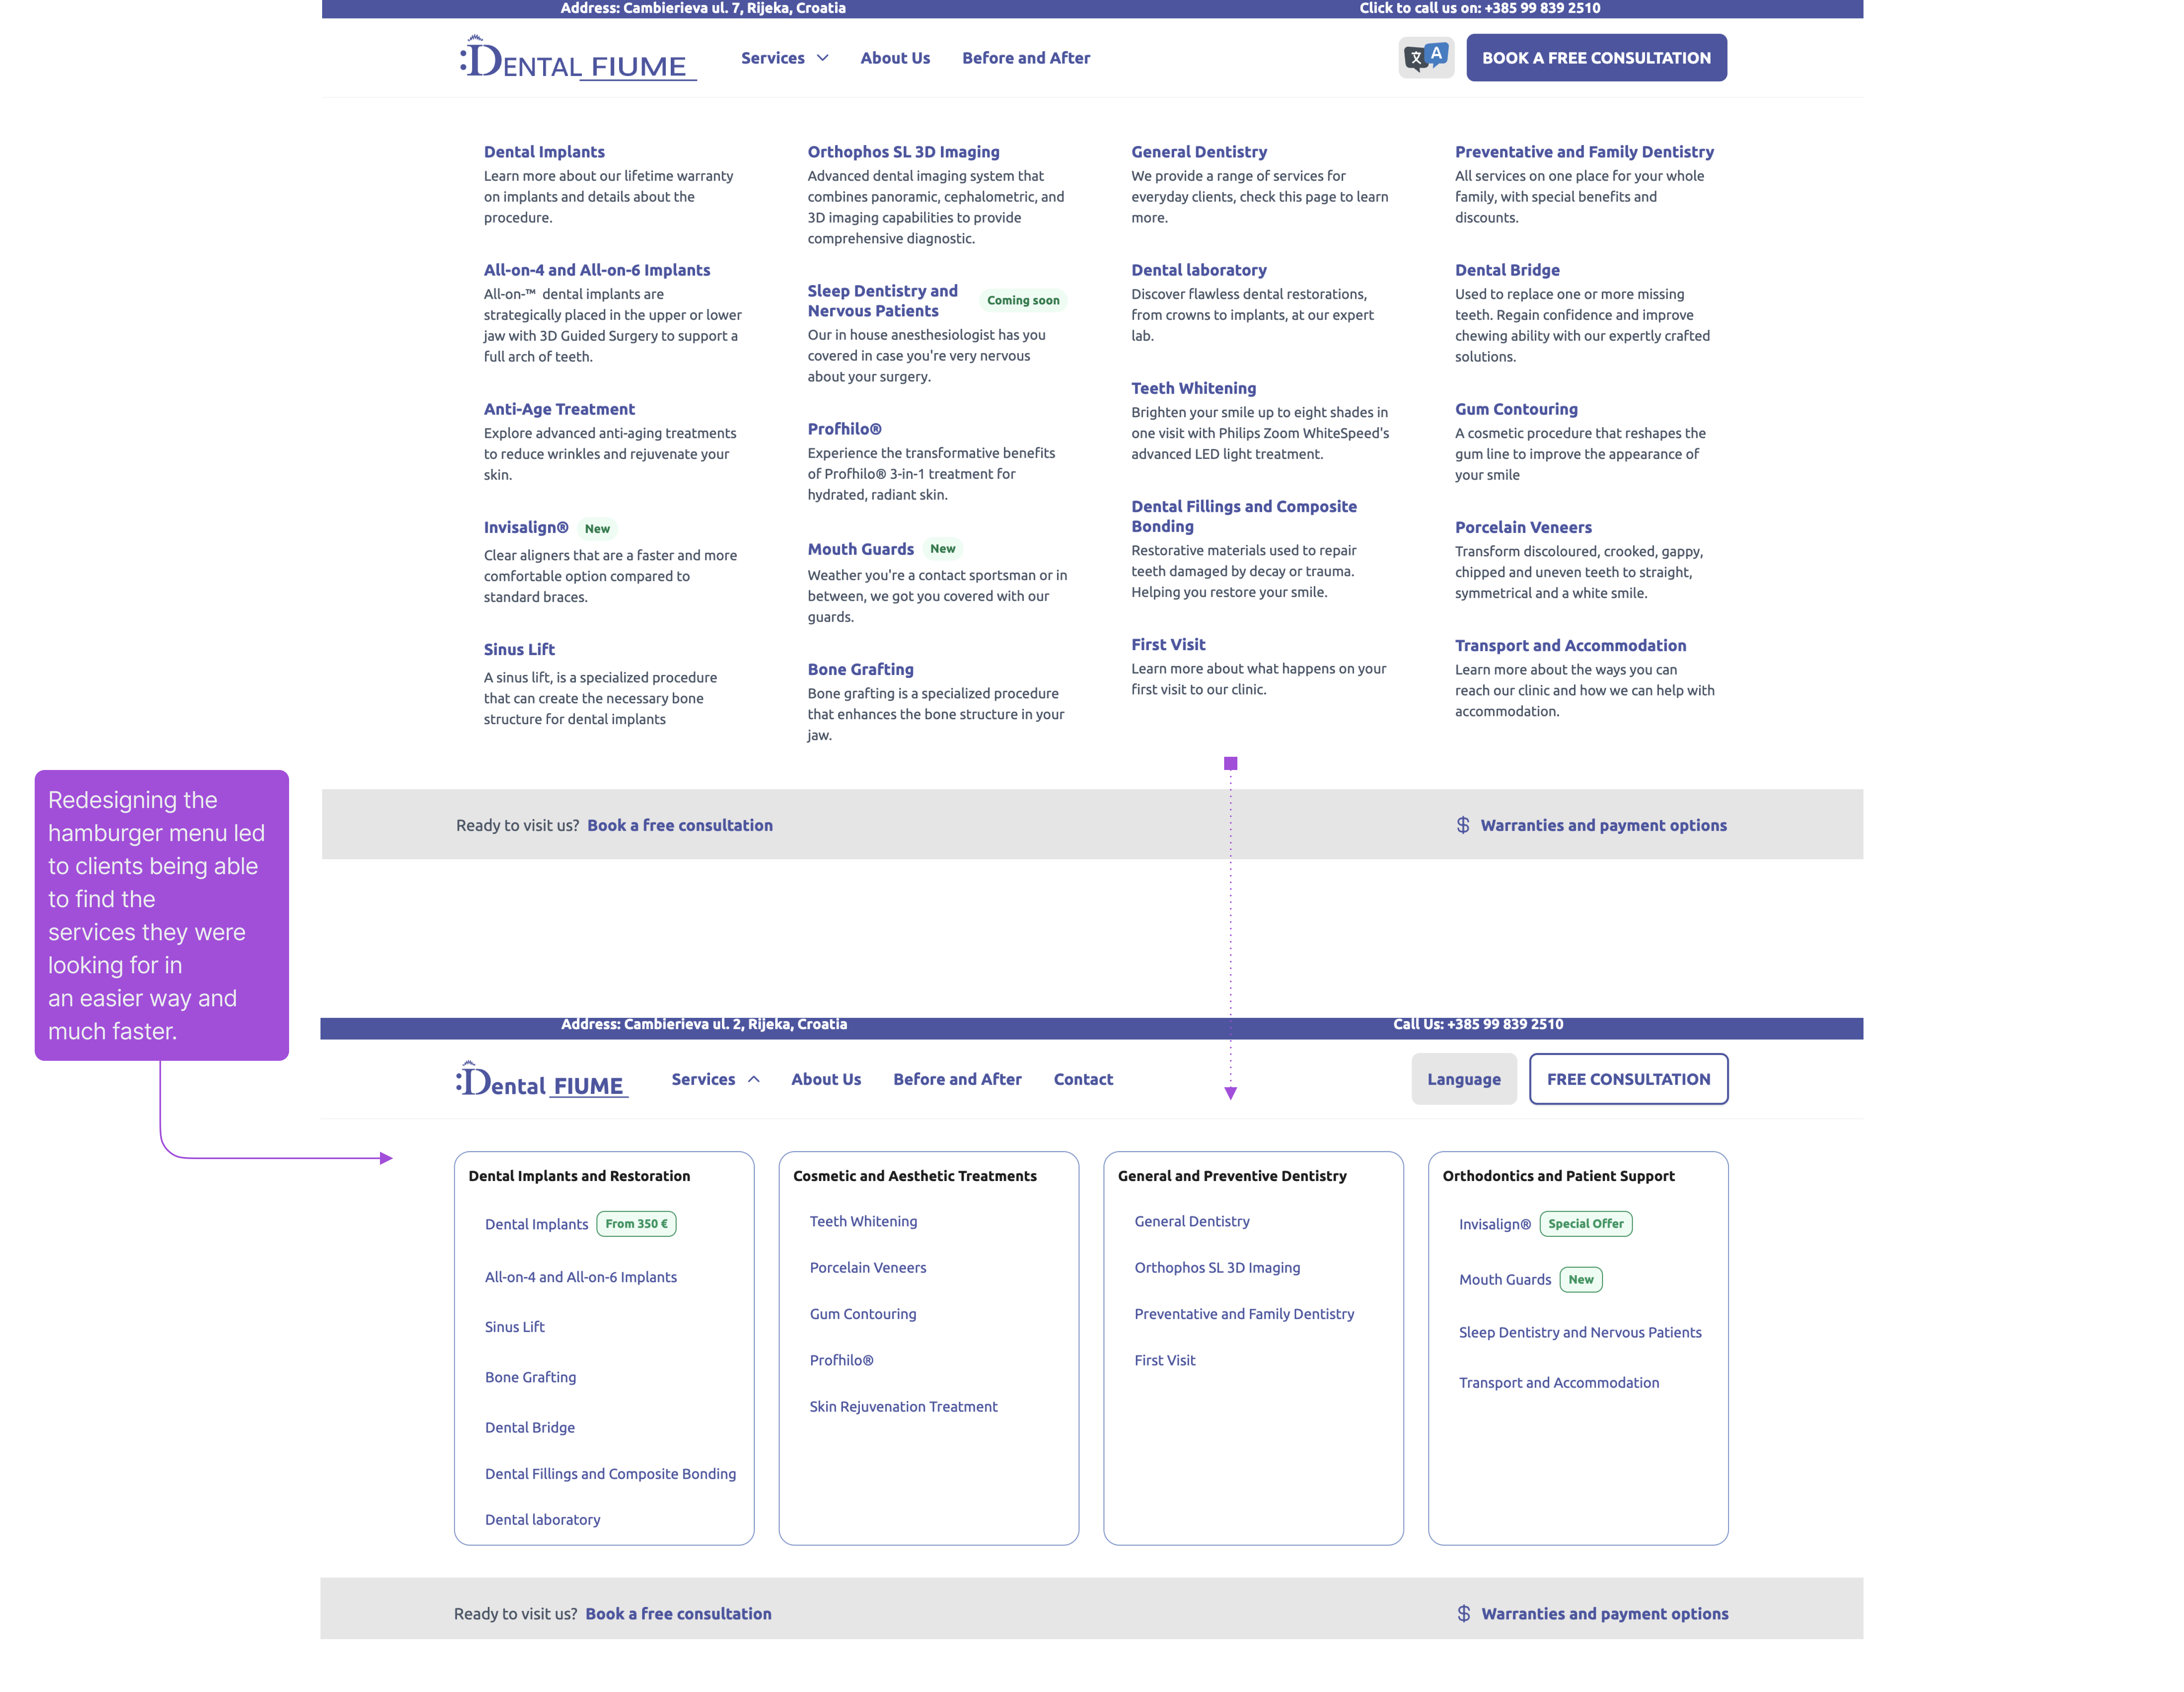 Address: Cambierieva ul. 7, Rijeka, Croatia
Click to call us on: +385 99 839 2510
:DENTAL FIUME
Services
About Us
Before and After
文 A
BOOK A FREE CONSULTATION
Dental Implants
Learn more about our lifetime warranty
on implants and details about the
procedure.
All-on-4 and All-on-6 Implants
All-on-™ dental implants are
strategically placed in the upper or lower
jaw with 3D Guided Surgery to support a
full arch of teeth.
Anti-Age Treatment
Explore advanced anti-aging treatments
to reduce wrinkles and rejuvenate your
skin.
Invisalign® New
Clear aligners that are a faster and more
comfortable option compared to
standard braces.
Sinus Lift
A sinus lift, is a specialized procedure
that can create the necessary bone
structure for dental implants
Orthophos SL 3D Imaging
Advanced dental imaging system that
combines panoramic, cephalometric, and
3D imaging capabilities to provide
comprehensive diagnostic.
Sleep Dentistry and
Nervous Patients
Coming soon
Our in house anesthesiologist has you
covered in case you're very nervous
about your surgery.
Profhilo®
Experience the transformative benefits
of Profhilo® 3-in-1 treatment for
hydrated, radiant skin.
Mouth Guards New
Weather you're a contact sportsman or in
between, we got you covered with our
guards.
Bone Grafting
Bone grafting is a specialized procedure
that enhances the bone structure in your
jaw.
General Dentistry
We provide a range of services for
everyday clients, check this page to learn
more.
Dental laboratory
Discover flawless dental restorations,
from crowns to implants, at our expert
lab.
Teeth Whitening
Brighten your smile up to eight shades in
one visit with Philips Zoom WhiteSpeed's
advanced LED light treatment.
Dental Fillings and Composite
Bonding
Restorative materials used to repair
teeth damaged by decay or trauma.
Helping you restore your smile.
First Visit
Learn more about what happens on your
first visit to our clinic.
Preventative and Family Dentistry
All services on one place for your whole
family, with special benefits and
discounts.
Dental Bridge
Used to replace one or more missing
teeth. Regain confidence and improve
chewing ability with our expertly crafted
solutions.
Gum Contouring
A cosmetic procedure that reshapes the
gum line to improve the appearance of
your smile
Porcelain Veneers
Transform discoloured, crooked, gappy,
chipped and uneven teeth to straight,
symmetrical and a white smile.
Transport and Accommodation
Learn more about the ways you can
reach our clinic and how we can help with
accommodation.
Ready to visit us? Book a free consultation
$ Warranties and payment options
Redesigning the
hamburger menu led
to clients being able
to find the
services they were
looking for in
an easier way and
much faster.
Address: Cambierieva ul. 2, Rijeka, Croatia
Call Us: +385 99 839 2510
:Dental FIUME
Services
About Us
Before and After
Contact
Language
FREE CONSULTATION
Dental Implants and Restoration
Dental Implants From 350 €
All-on-4 and All-on-6 Implants
Sinus Lift
Bone Grafting
Dental Bridge
Dental Fillings and Composite Bonding
Dental laboratory
Cosmetic and Aesthetic Treatments
Teeth Whitening
Porcelain Veneers
Gum Contouring
Profhilo®
Skin Rejuvenation Treatment
General and Preventive Dentistry
General Dentistry
Orthophos SL 3D Imaging
Preventative and Family Dentistry
First Visit
Orthodontics and Patient Support
Invisalign® Special Offer
Mouth Guards New
Sleep Dentistry and Nervous Patients
Transport and Accommodation
Ready to visit us? Book a free consultation
$ Warranties and payment options